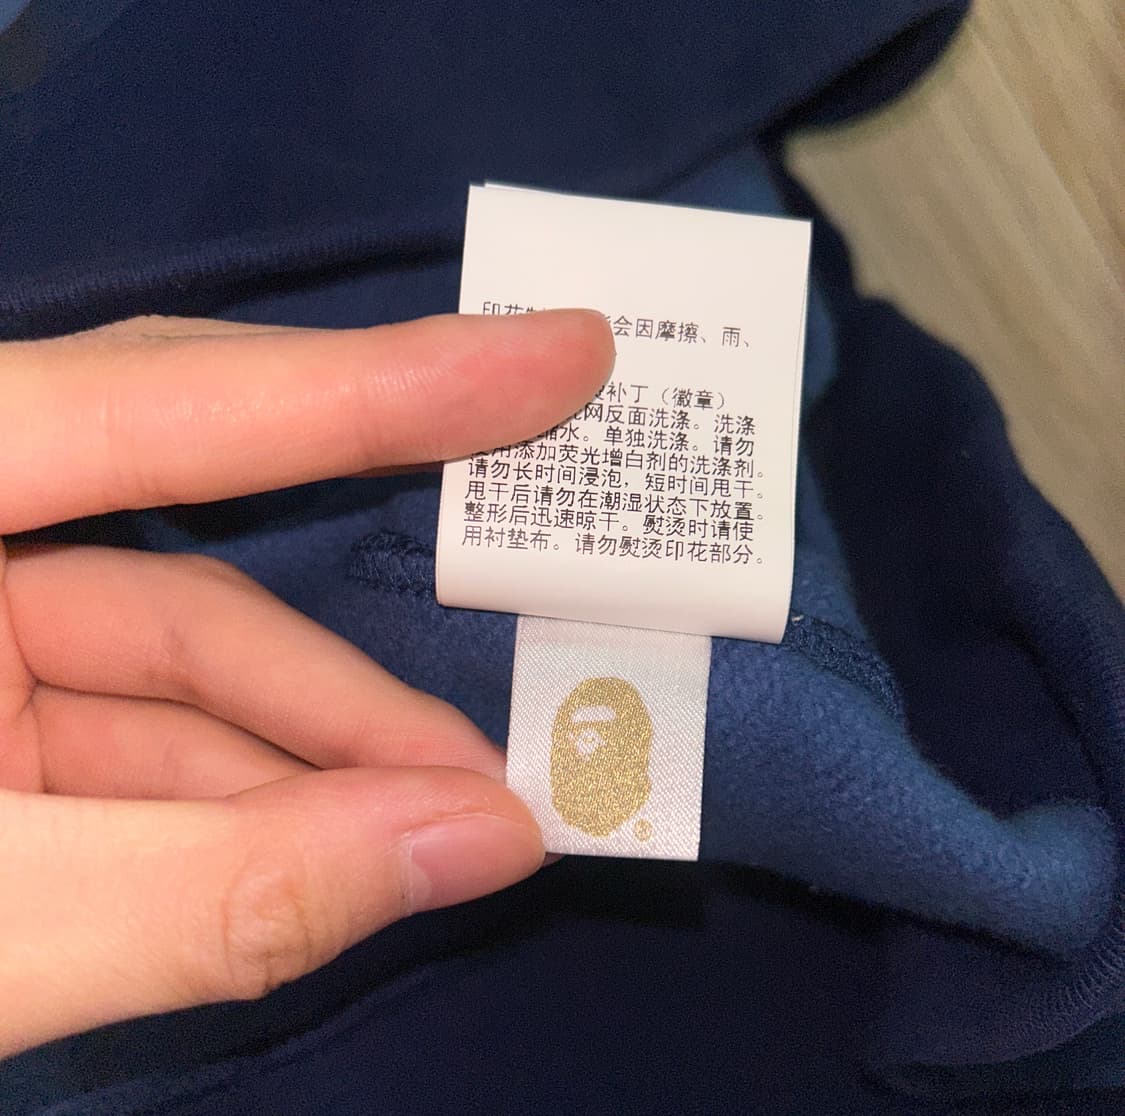 印花
会因摩擦、雨、
补丁（徽章）
网反面洗涤。洗涤
缩水。单独洗涤。请勿
使用添加荧光增白剂的洗涤剂。
请勿长时间浸泡，短时间甩干。
甩干后请勿在潮湿状态下放置。
整形后迅速晾干。熨烫时请使
用衬垫布。请勿熨烫印花部分。
®